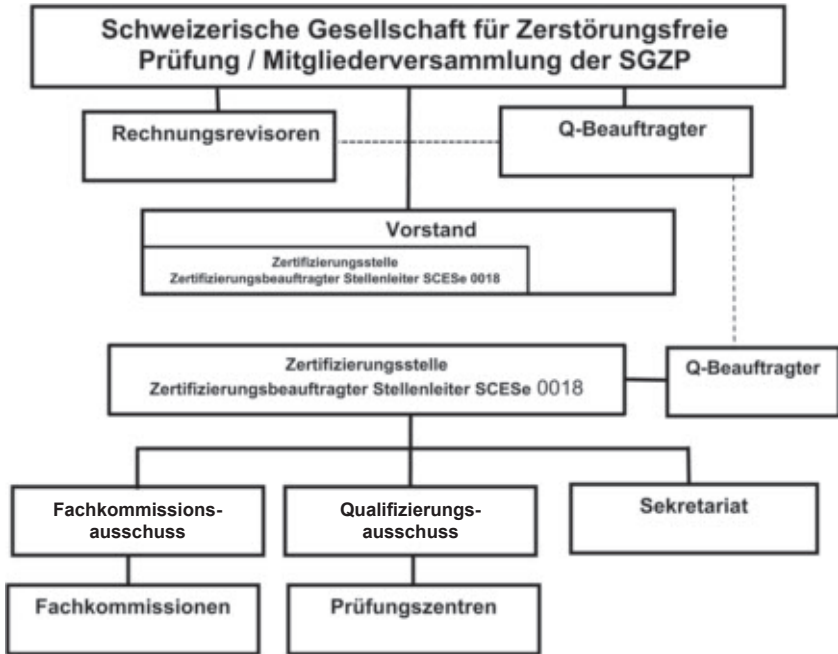 Schweizerische Gesellschaft für Zerstörungsfreie
Prüfung / Mitgliederversammlung der SGZP
Rechnungsrevisoren
Q-Beauftragter
Vorstand
Zertifizierungsstelle
Zertifizierungsbeauftragter Stellenleiter SCESe 0018
Zertifizierungsstelle
Zertifizierungsbeauftragter Stellenleiter SCESe 0018
Q-Beauftragter
Fachkommissions-
ausschuss
Qualifizierungs-
ausschuss
Sekretariat
Fachkommissionen
Prüfungszentren